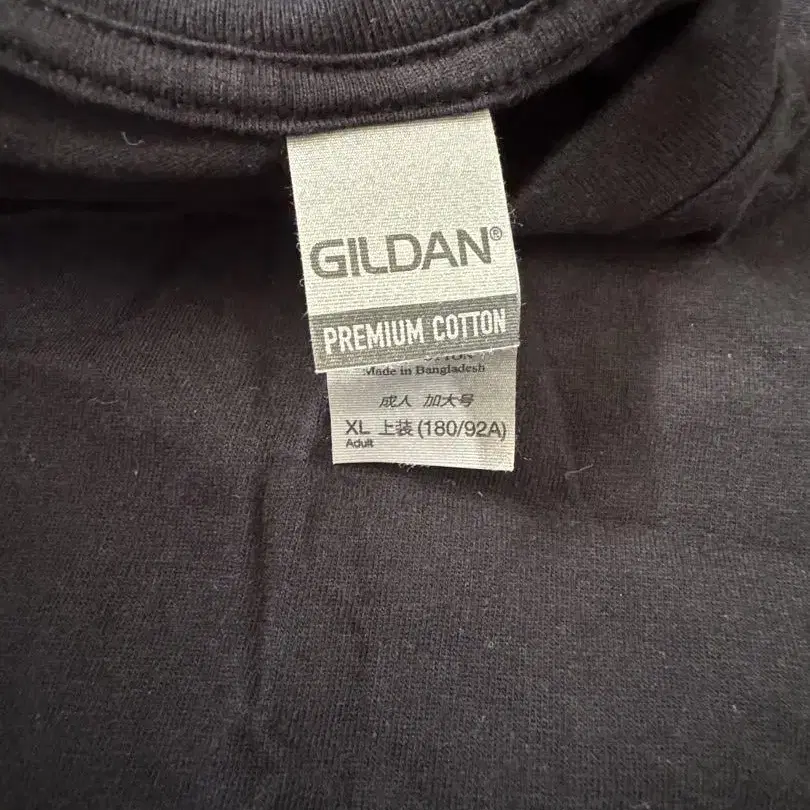 GILDAN®
PREMIUM COTTON
Made in Bangladesh
成人 加大号
XL 上装 (180/92A)
Adult